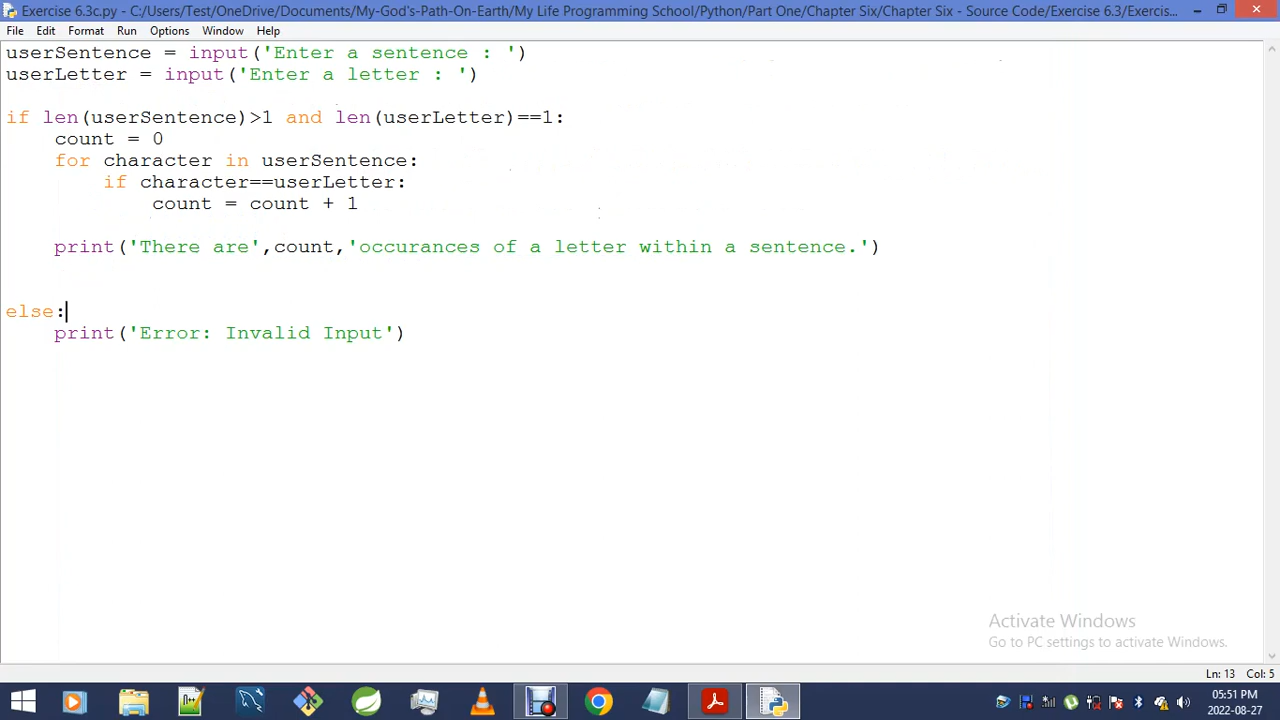 Exercise 6.3c.py - C:/Users/Test/OneDrive/Documents/My-God's-Path-On-Earth/My Life Programming School/Python/Part One/Chapter Six/Chapter Six - Source Code/Exercise 6.3/Exercis...
File Edit Format Run Options Window Help
userSentence = input('Enter a sentence : ')
userLetter = input('Enter a letter : ')
if len(userSentence)>1 and len(userLetter)==1:
    count = 0
    for character in userSentence:
        if character==userLetter:
            count = count + 1
    print('There are',count,'occurances of a letter within a sentence.')
else:
    print('Error: Invalid Input')
Activate Windows
Go to PC settings to activate Windows.
Ln: 13 Col: 5
05:51 PM
2022-08-27